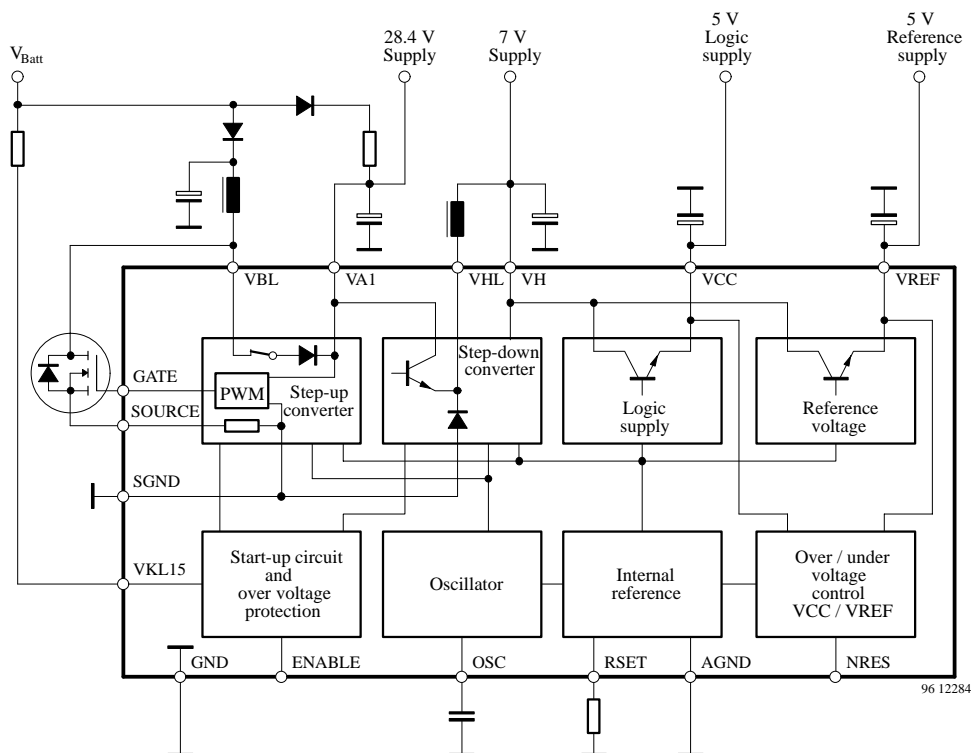 V_Batt
28.4 V
Supply
7 V
Supply
5 V
Logic
supply
5 V
Reference
supply
VBL
VA1
VHL
VH
VCC
VREF
GATE
SOURCE
SGND
VKL15
PWM
Step-up
converter
Step-down
converter
Logic
supply
Reference
voltage
Start-up circuit
and
over voltage
protection
Oscillator
Internal
reference
Over / under
voltage
control
VCC / VREF
GND
ENABLE
OSC
RSET
AGND
NRES
96 12284